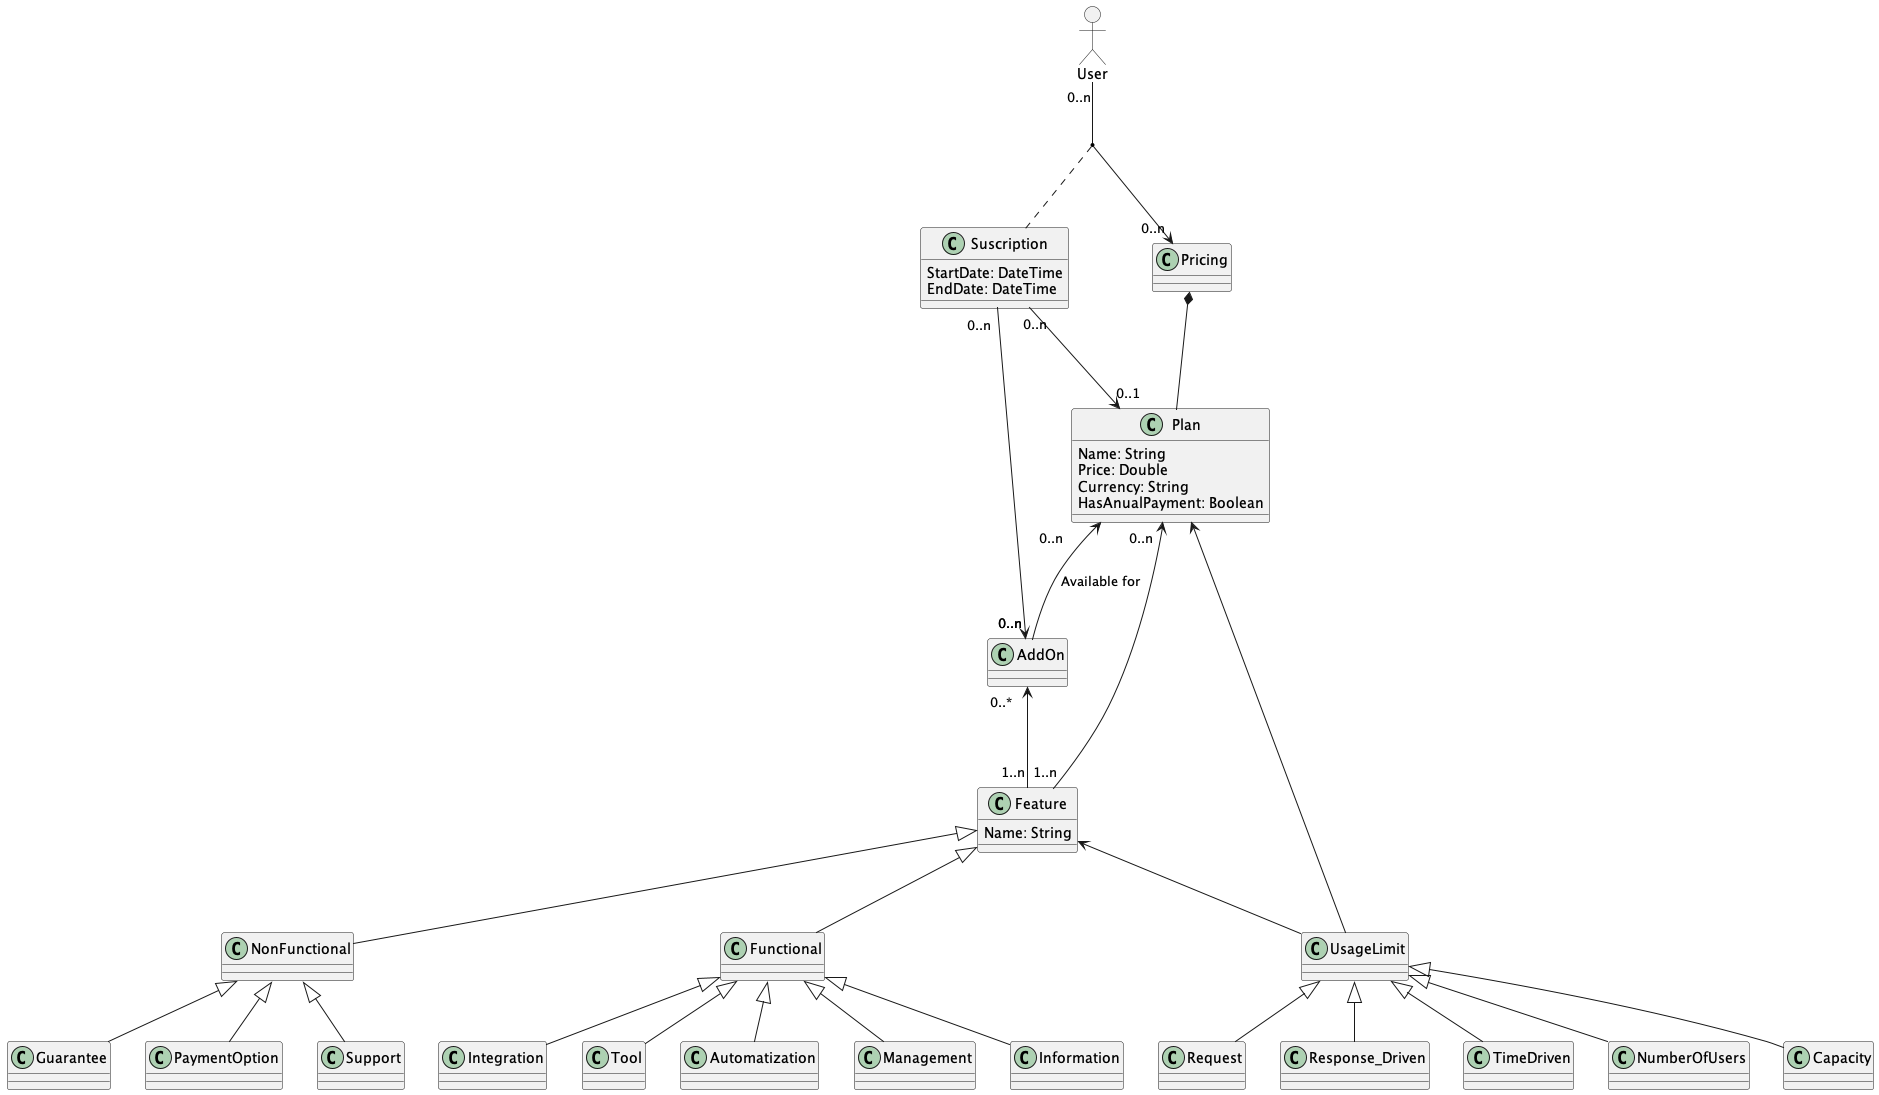 User
0..n
0..n
C Suscription
StartDate: DateTime
EndDate: DateTime
C Pricing
0..n
0..n
0..1
C Plan
Name: String
Price: Double
Currency: String
HasAnualPayment: Boolean
0..n
0..n
Available for
0..n
C AddOn
0..*
1..n
1..n
C Feature
Name: String
C NonFunctional
C Functional
C UsageLimit
C Guarantee
C PaymentOption
C Support
C Integration
C Tool
C Automatization
C Management
C Information
C Request
C Response_Driven
C TimeDriven
C NumberOfUsers
C Capacity